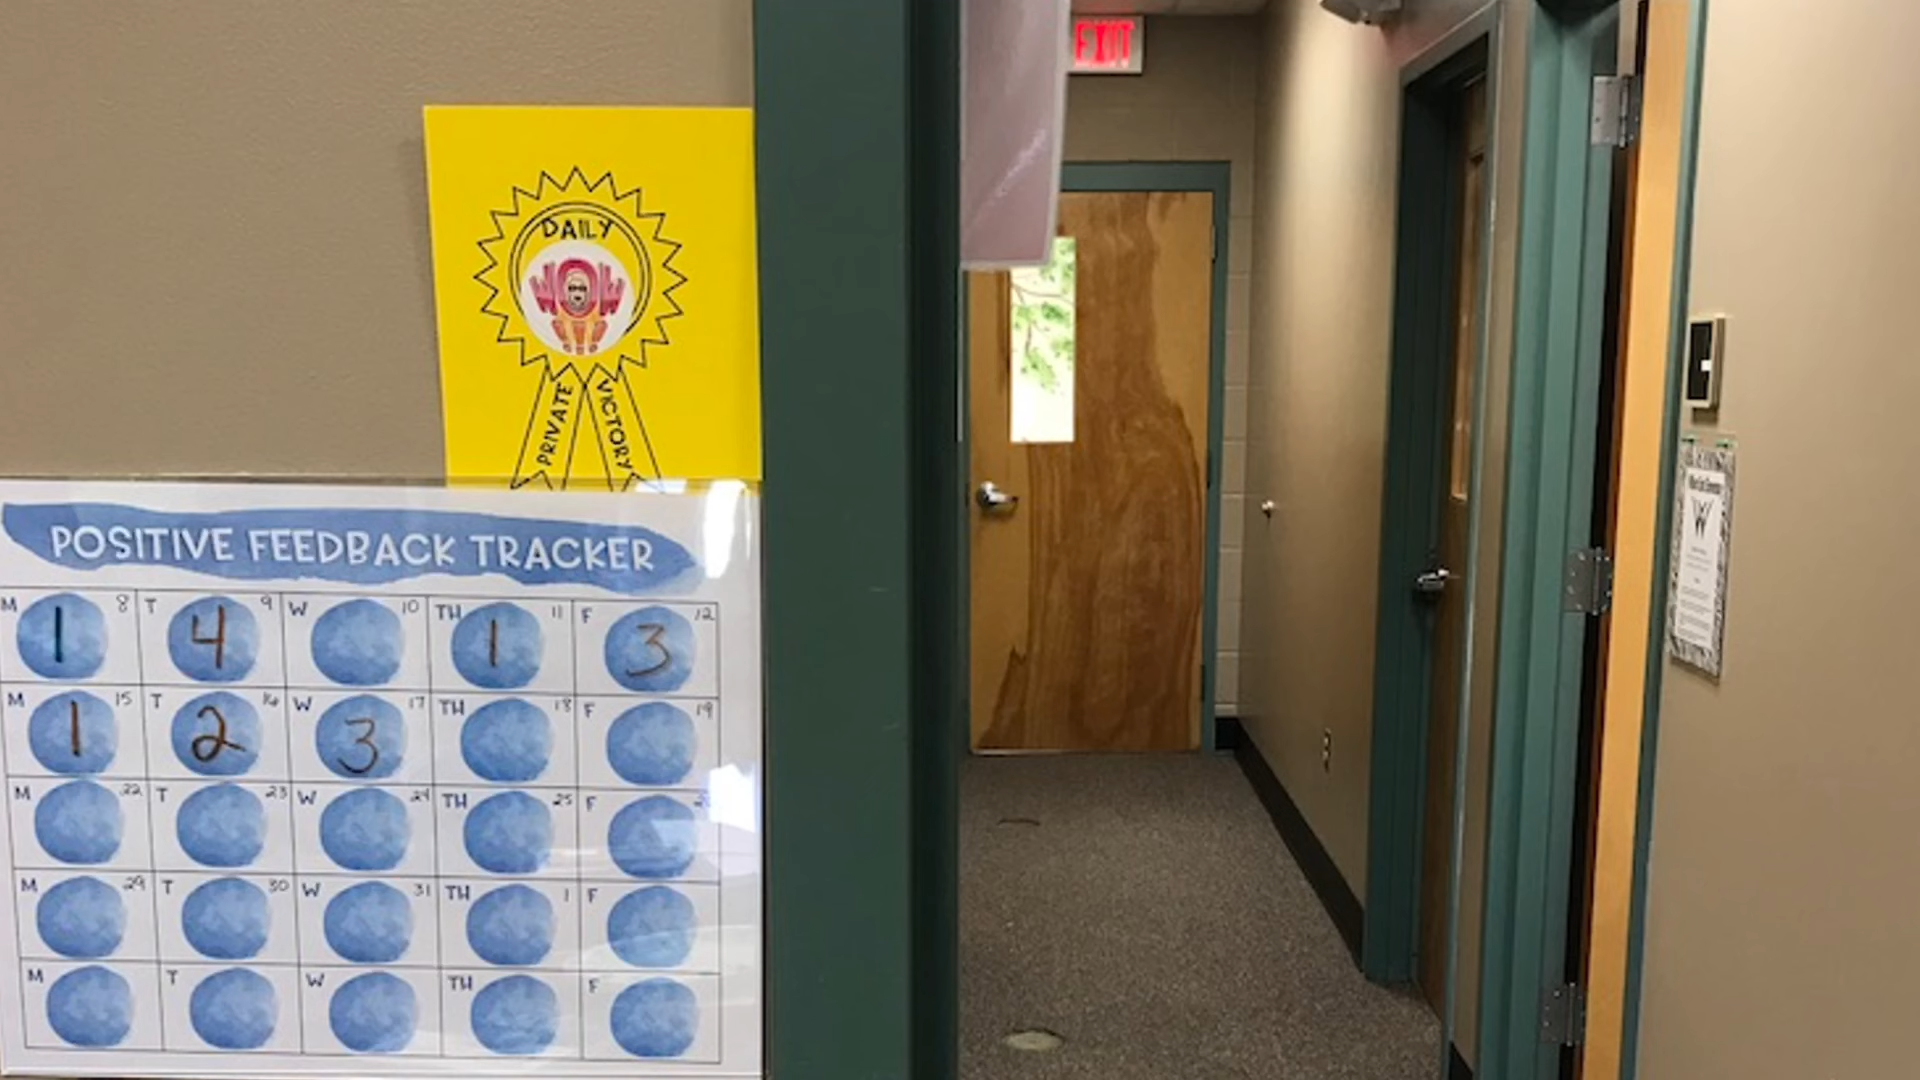 EXIT
DAILY
WOW
PRIVATE VICTORY
POSITIVE FEEDBACK TRACKER
M 8 T 9 W 10 TH 11 F 12
1 4 1 3
M 15 T 16 W 17 TH 18 F 19
1 2 3
M 22 T 23 W 24 TH 25 F
M 29 T 30 W 31 TH 1 F
M T W TH F
W